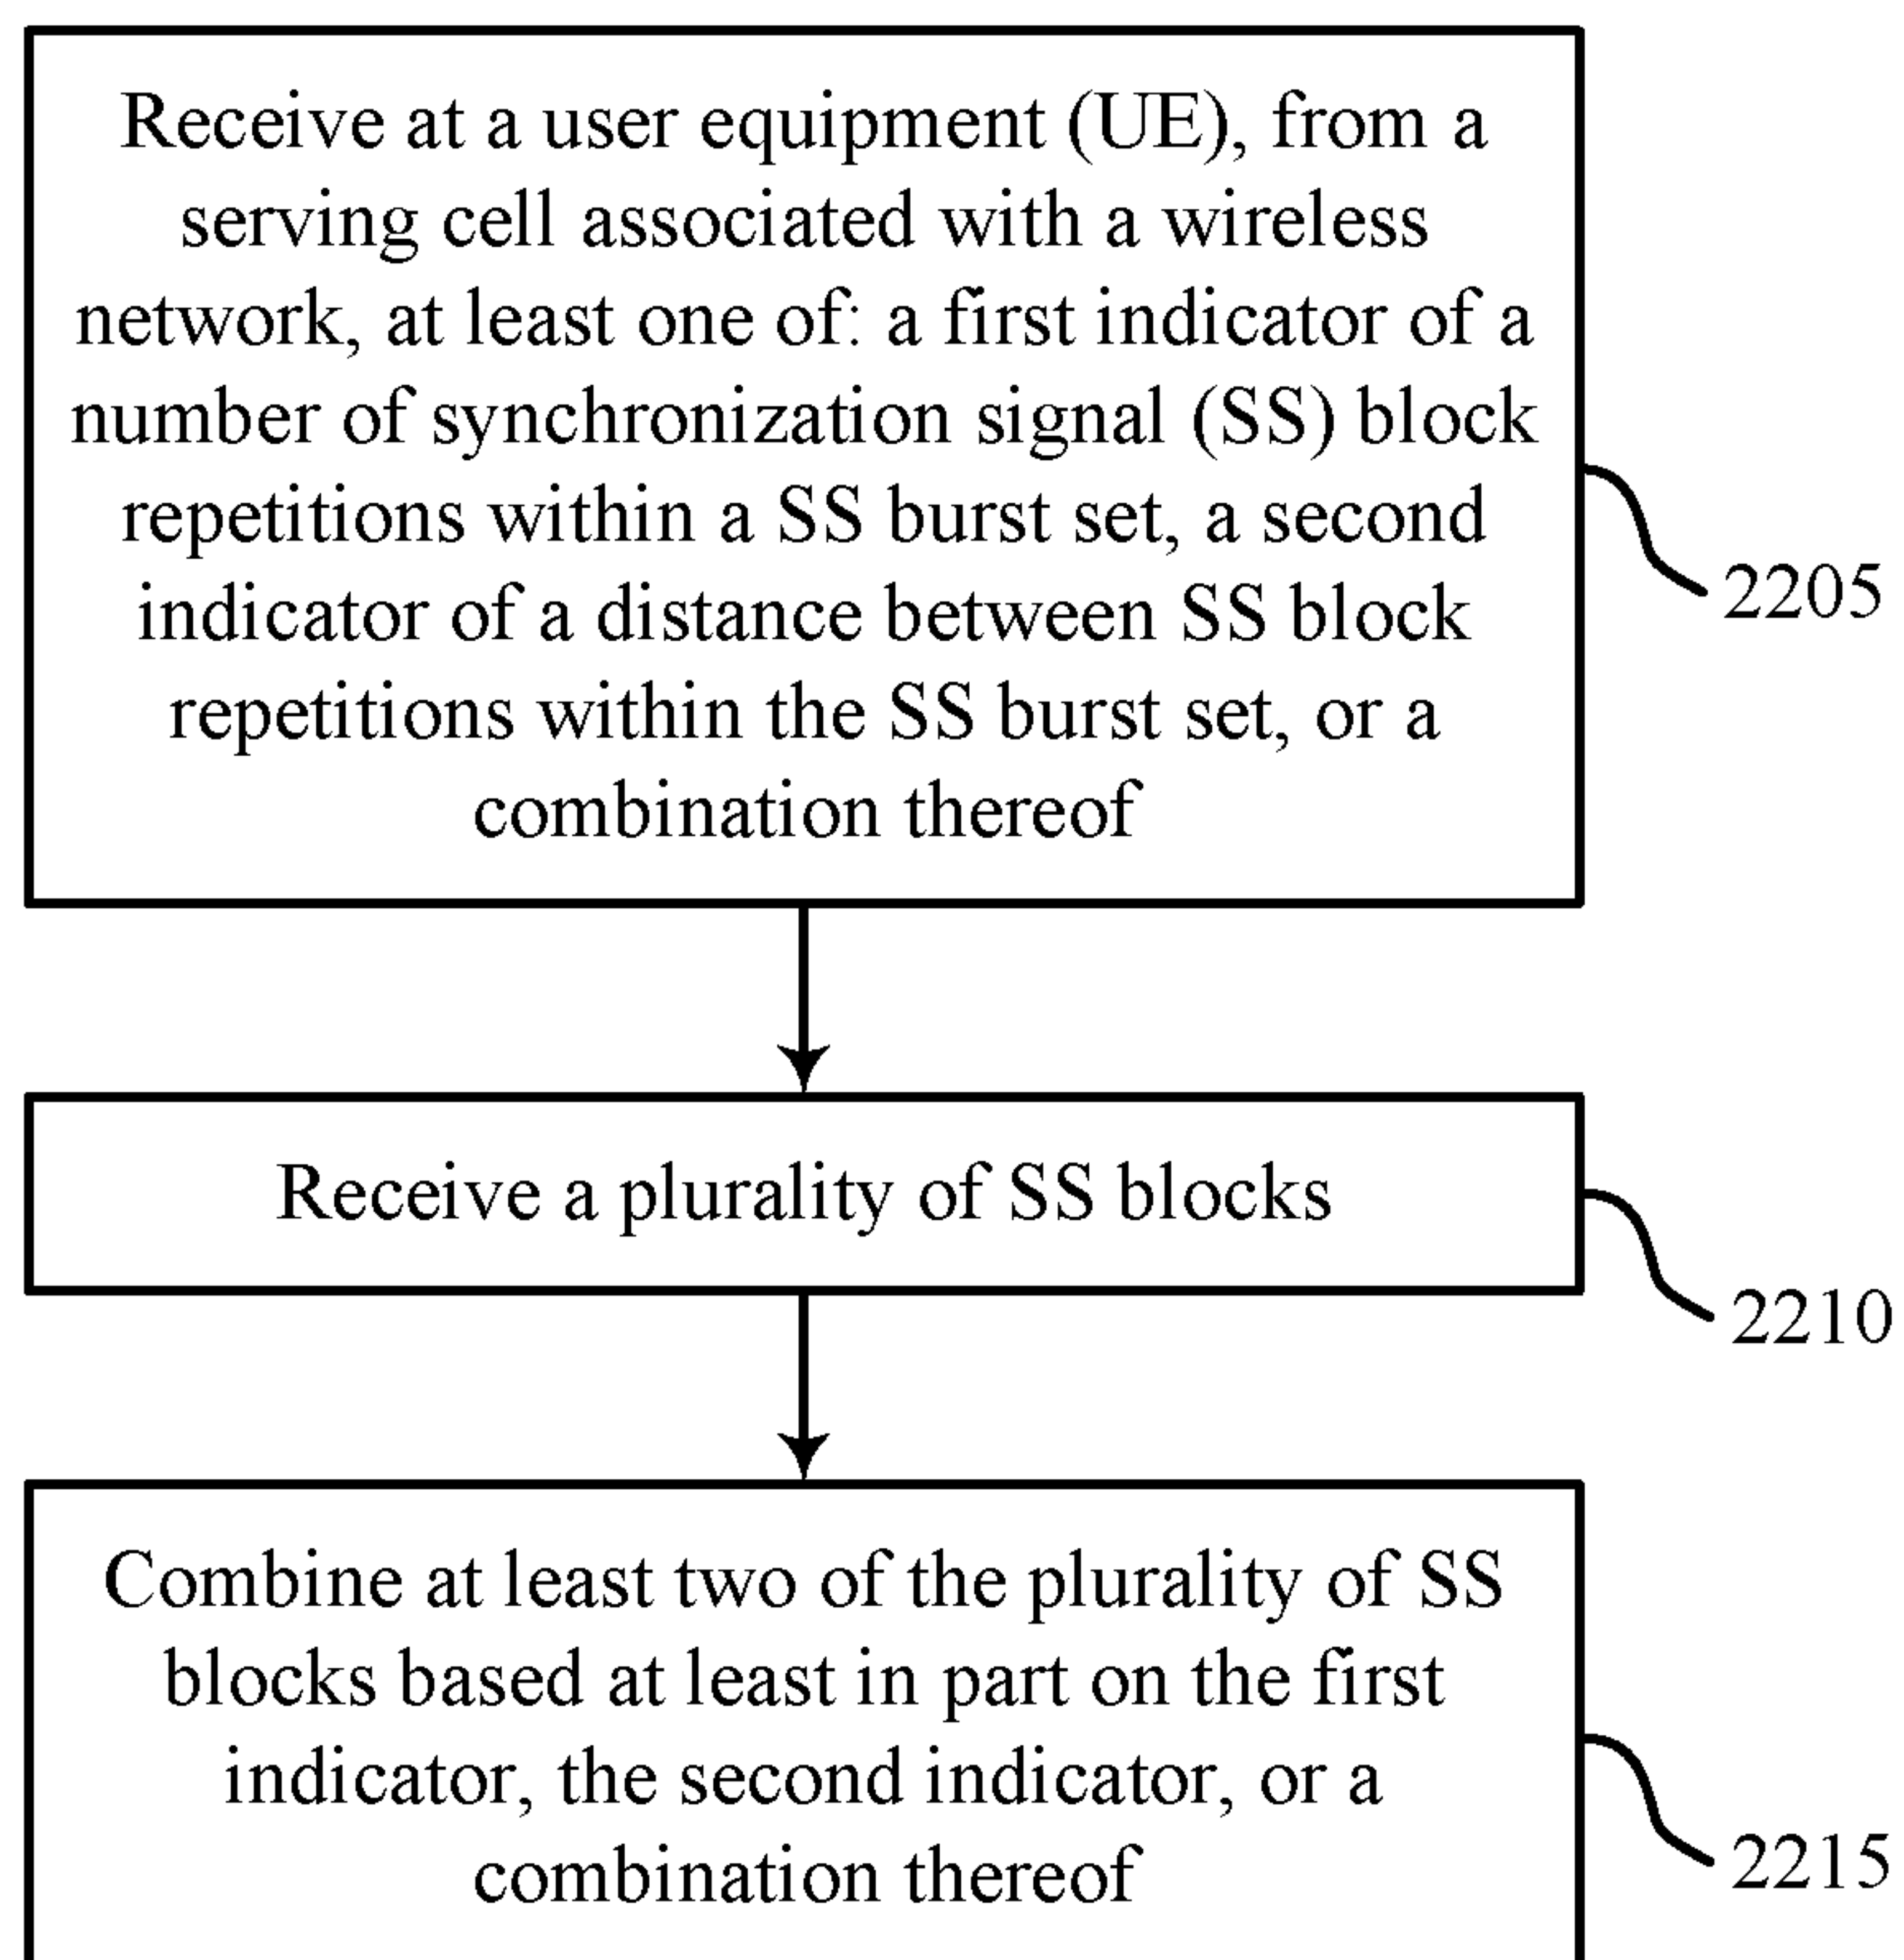 Receive at a user equipment (UE), from a
serving cell associated with a wireless
network, at least one of: a first indicator of a
number of synchronization signal (SS) block
repetitions within a SS burst set, a second
indicator of a distance between SS block
repetitions within the SS burst set, or a
combination thereof
2205
Receive a plurality of SS blocks
2210
Combine at least two of the plurality of SS
blocks based at least in part on the first
indicator, the second indicator, or a
combination thereof
2215